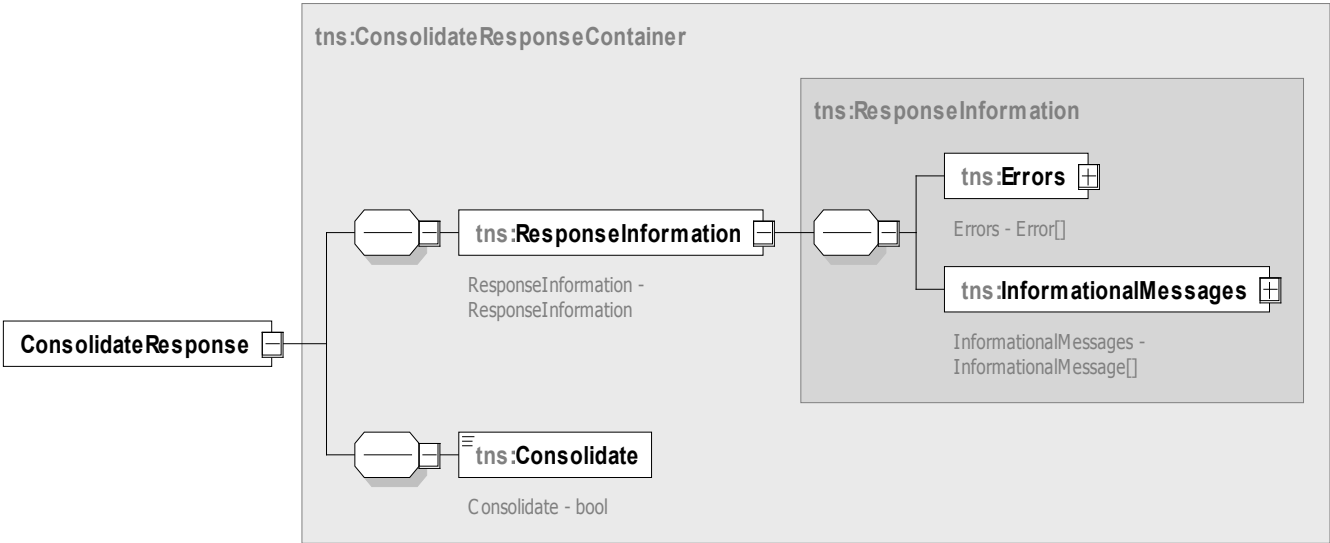 tns:ConsolidateResponseContainer
tns:ResponseInformation
tns:Errors
Errors - Error[]
tns:ResponseInformation
ResponseInformation -
ResponseInformation
tns:InformationalMessages
InformationalMessages -
InformationalMessage[]
ConsolidateResponse
tns:Consolidate
Consolidate - bool